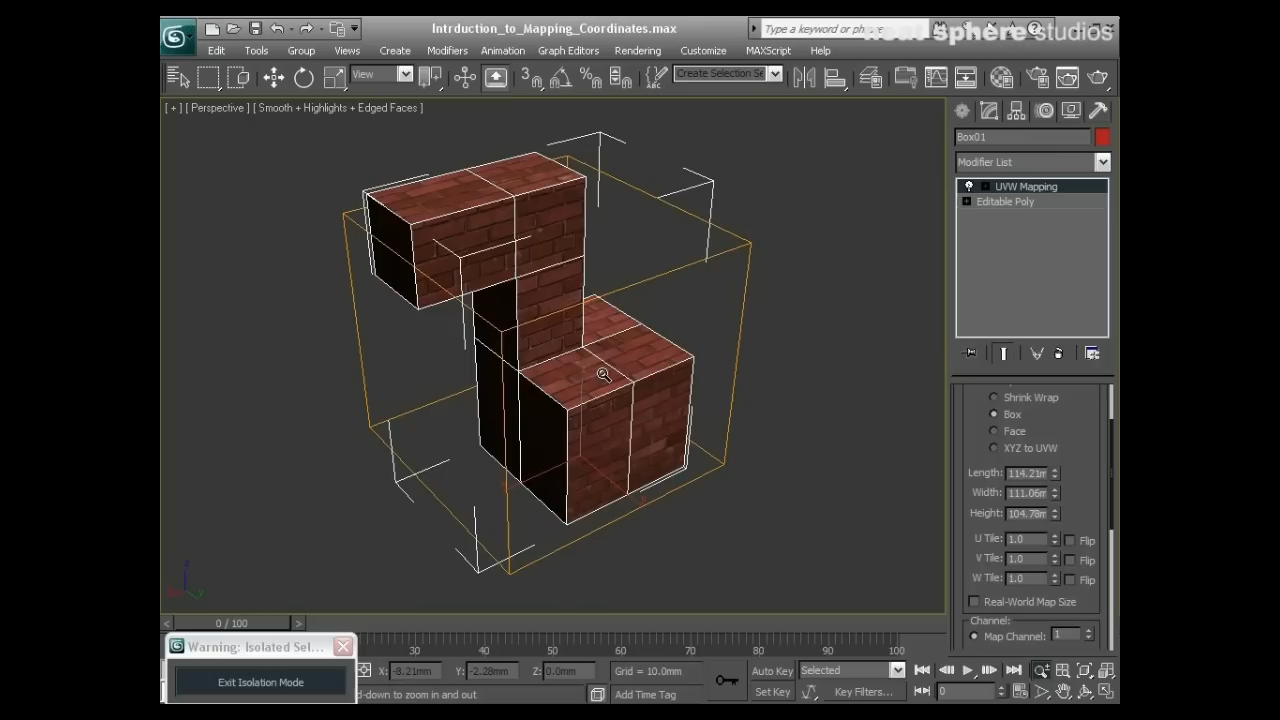 Intrduction_to_Mapping_Coordinates.max
Type a keyword or phr
sphere studios
Edit Tools Group Views Create Modifiers Animation Graph Editors Rendering Customize MAXScript Help
View
3
%
ABC
Create Selection Se
[ + ] [ Perspective ] [ Smooth + Highlights + Edged Faces ]
Box01
Modifier List
UVW Mapping
Editable Poly
Shrink Wrap
Box
Face
XYZ to UVW
Length: 114.21m
Width: 111.06m
Height: 104.78m
U Tile: 1.0 Flip
V Tile: 1.0 Flip
W Tile: 1.0 Flip
Real-World Map Size
Channel:
Map Channel: 1
z
y
< 0 / 100 >
30 40 50 60 70 80 90 100
Warning: Isolated Sel...
Exit Isolation Mode
X: -8.21mm Y: -2.28mm Z: 0.0mm Grid = 10.0mm
Auto Key Selected
d-down to zoom in and out
Add Time Tag
Set Key Key Filters...
0